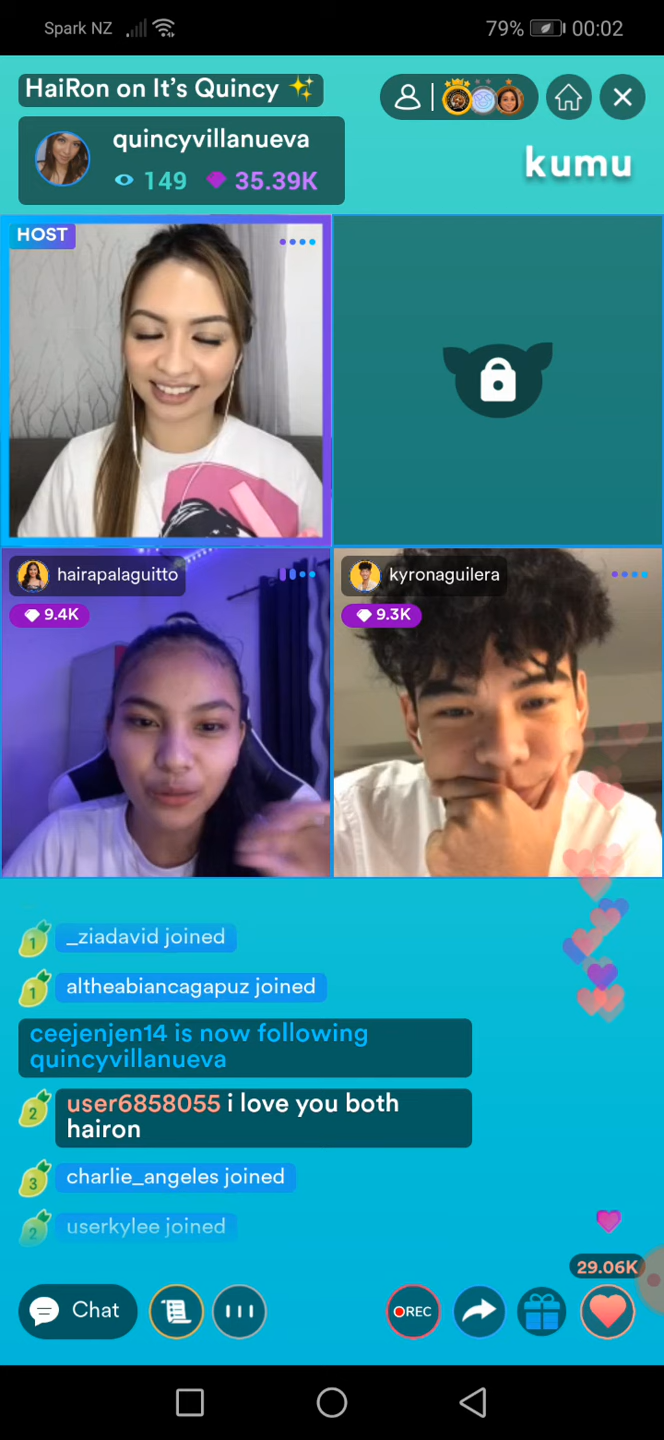 Spark NZ
79% 00:02
HaiRon on It's Quincy ✨
quincyvillanueva
149 35.39K
kumu
HOST
hairapalaguitto
9.4K
kyronaguilera
9.3K
1 _ziadavid joined
1 altheabiancagapuz joined
ceejenjen14 is now following
quincyvillanueva
2 user6858055 i love you both
hairon
3 charlie_angeles joined
2 userkylee joined
29.06K
Chat
REC